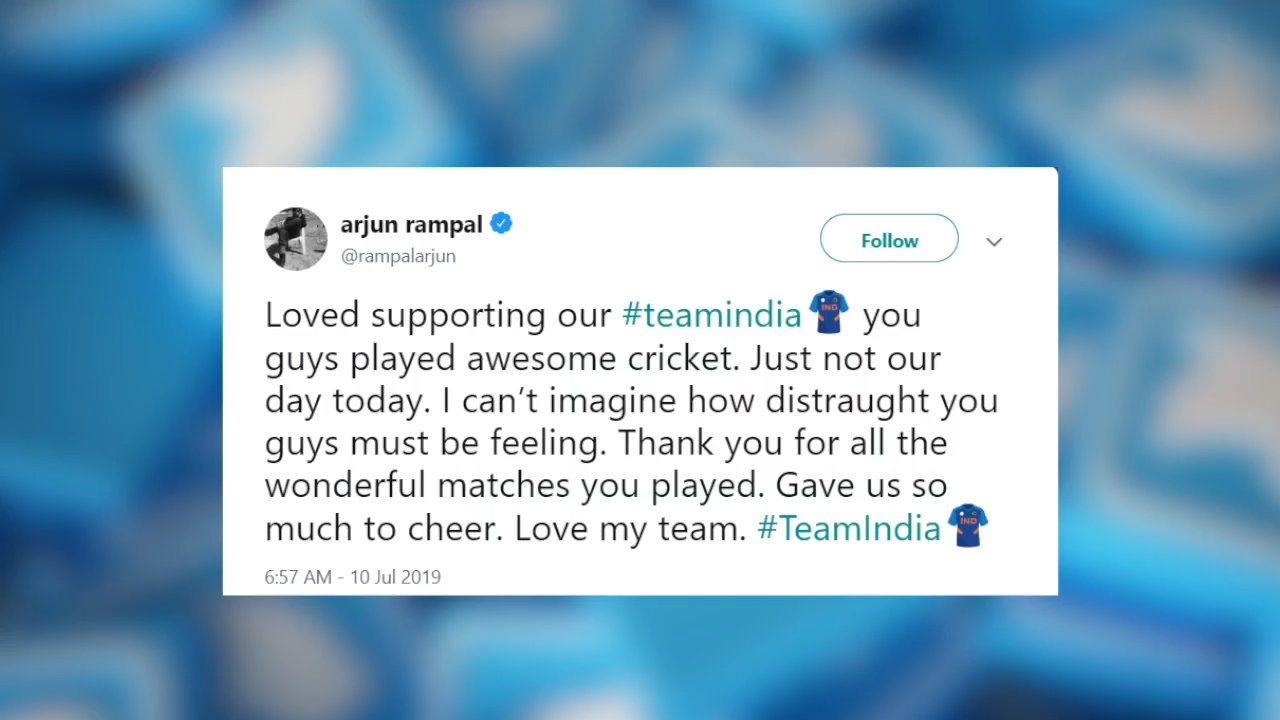 arjun rampal
@rampalarjun
Follow
Loved supporting our #teamindia IND you
guys played awesome cricket. Just not our
day today. I can’t imagine how distraught you
guys must be feeling. Thank you for all the
wonderful matches you played. Gave us so
much to cheer. Love my team. #TeamIndia IND
6:57 AM - 10 Jul 2019